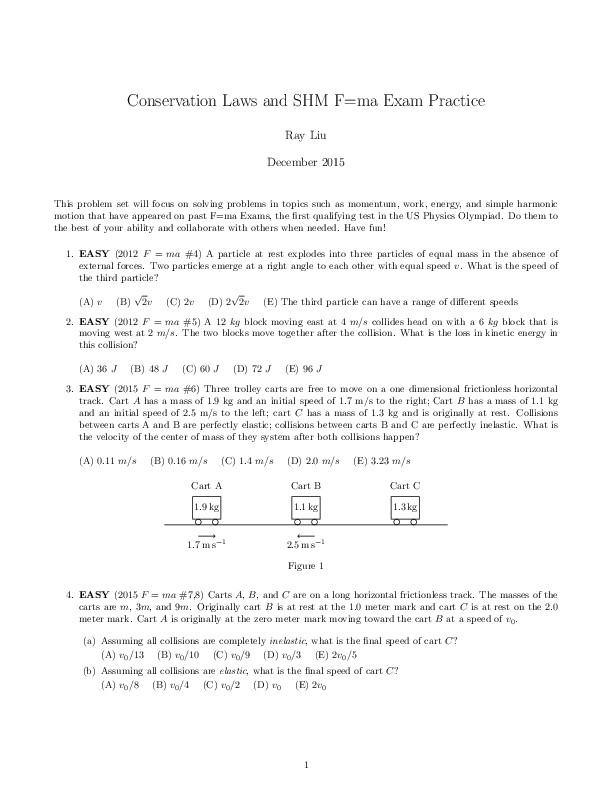 Conservation Laws and SHM F=ma Exam Practice
Ray Liu
December 2015
This problem set will focus on solving problems in topics such as momentum, work, energy, and simple harmonic
motion that have appeared on past F=ma Exams, the first qualifying test in the US Physics Olympiad. Do them to
the best of your ability and collaborate with others when needed. Have fun!
1. EASY (2012 F = ma #4) A particle at rest explodes into three particles of equal mass in the absence of
external forces. Two particles emerge at a right angle to each other with equal speed v. What is the speed of
the third particle?
(A) v (B) √2v (C) 2v (D) 2√2v (E) The third particle can have a range of different speeds
2. EASY (2012 F = ma #5) A 12 kg block moving east at 4 m/s collides head on with a 6 kg block that is
moving west at 2 m/s. The two blocks move together after the collision. What is the loss in kinetic energy in
this collision?
(A) 36 J (B) 48 J (C) 60 J (D) 72 J (E) 96 J
3. EASY (2015 F = ma #6) Three trolley carts are free to move on a one dimensional frictionless horizontal
track. Cart A has a mass of 1.9 kg and an initial speed of 1.7 m/s to the right; Cart B has a mass of 1.1 kg
and an initial speed of 2.5 m/s to the left; cart C has a mass of 1.3 kg and is originally at rest. Collisions
between carts A and B are perfectly elastic; collisions between carts B and C are perfectly inelastic. What is
the velocity of the center of mass of they system after both collisions happen?
(A) 0.11 m/s (B) 0.16 m/s (C) 1.4 m/s (D) 2.0 m/s (E) 3.23 m/s
Cart A Cart B Cart C
1.9 kg 1.1 kg 1.3 kg
1.7 m s⁻¹ 2.5 m s⁻¹
Figure 1
4. EASY (2015 F = ma #7,8) Carts A, B, and C are on a long horizontal frictionless track. The masses of the
carts are m, 3m, and 9m. Originally cart B is at rest at the 1.0 meter mark and cart C is at rest on the 2.0
meter mark. Cart A is originally at the zero meter mark moving toward the cart B at a speed of v₀.
(a) Assuming all collisions are completely inelastic, what is the final speed of cart C?
(A) v₀/13 (B) v₀/10 (C) v₀/9 (D) v₀/3 (E) 2v₀/5
(b) Assuming all collisions are elastic, what is the final speed of cart C?
(A) v₀/8 (B) v₀/4 (C) v₀/2 (D) v₀ (E) 2v₀
1